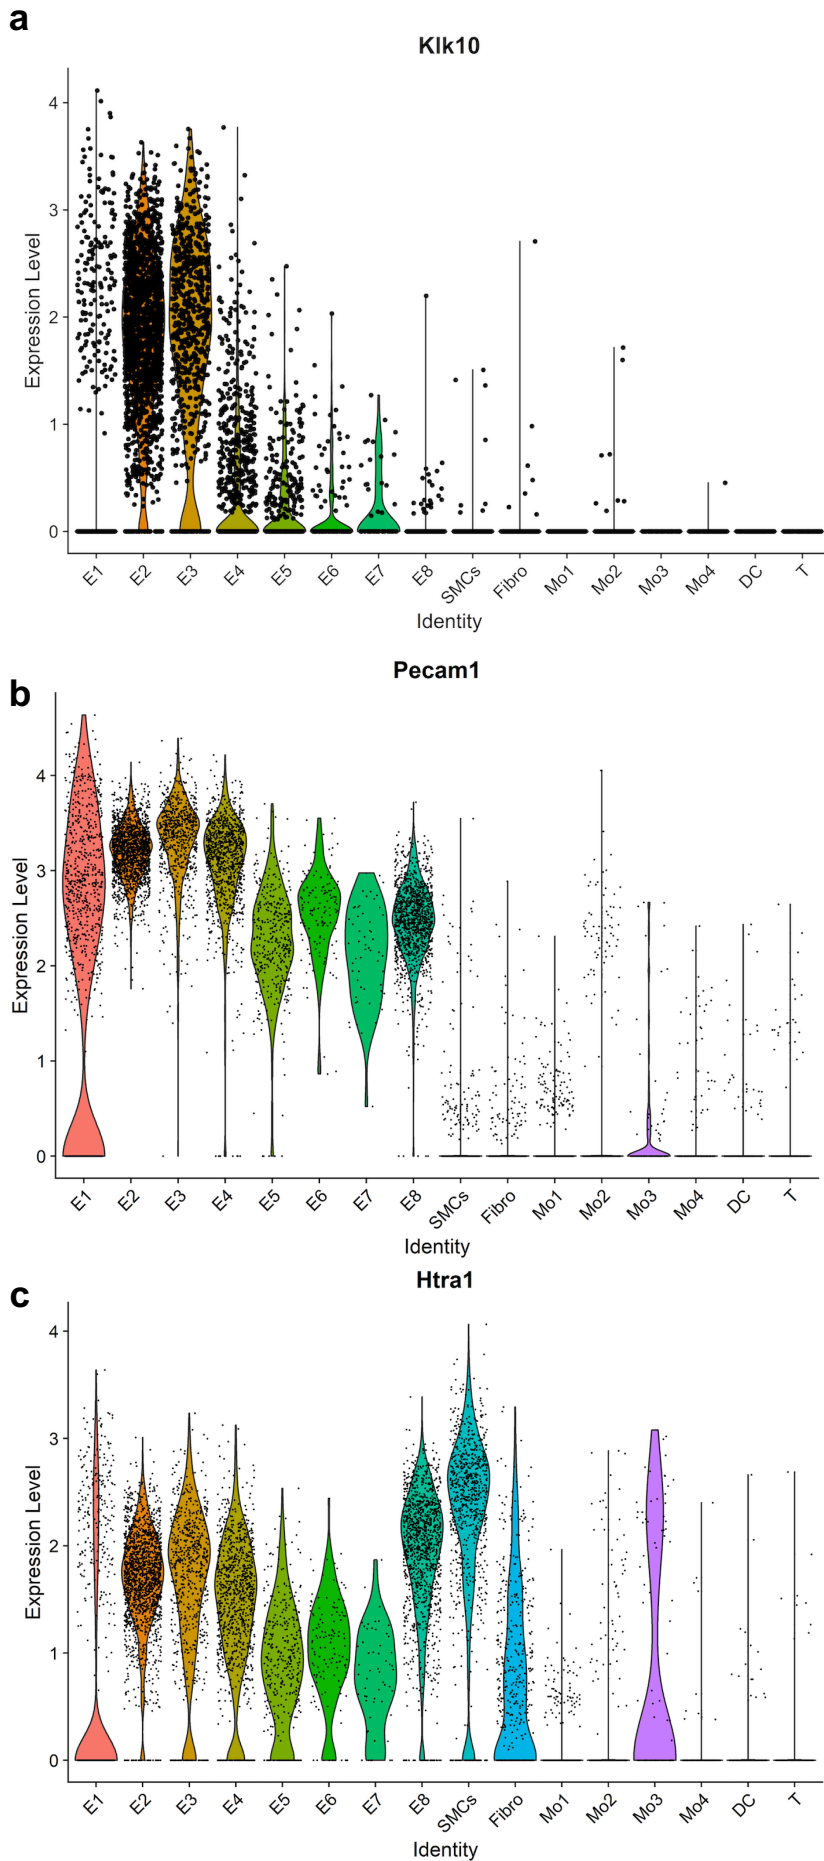 a
Klk10
Expression Level
4
3
2
1
0
E1 E2 E3 E4 E5 E6 E7 E8 SMCs Fibro Mo1 Mo2 Mo3 Mo4 DC T
Identity
b
Pecam1
Expression Level
4
3
2
1
0
E1 E2 E3 E4 E5 E6 E7 E8 SMCs Fibro Mo1 Mo2 Mo3 Mo4 DC T
Identity
c
Htra1
Expression Level
4
3
2
1
0
E1 E2 E3 E4 E5 E6 E7 E8 SMCs Fibro Mo1 Mo2 Mo3 Mo4 DC T
Identity